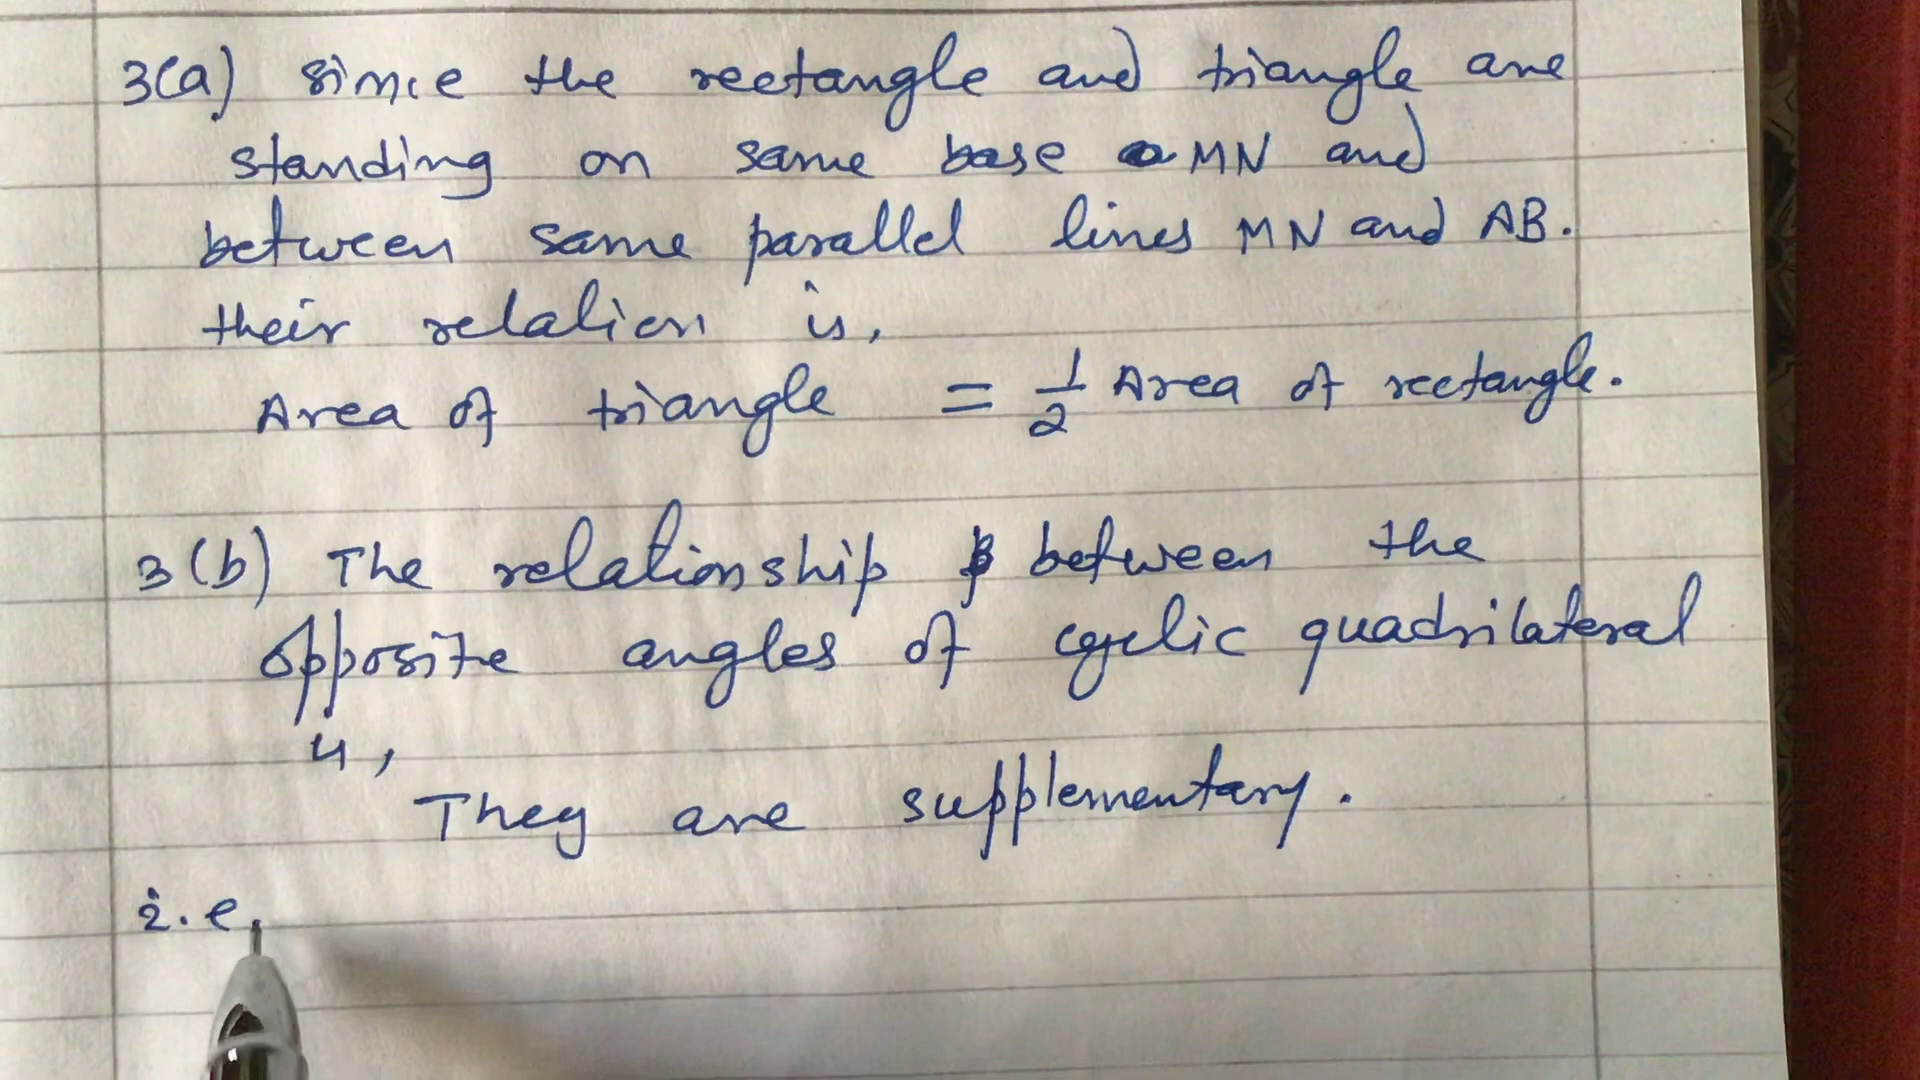 3(a) since the rectangle and triangle are
standing on same base MN and
between same parallel lines MN and AB.
their relation is,
Area of triangle = 1/2 Area of rectangle.
3(b) The relationship between the
opposite angles of cyclic quadrilateral
is,
They are supplementary.
i.e.